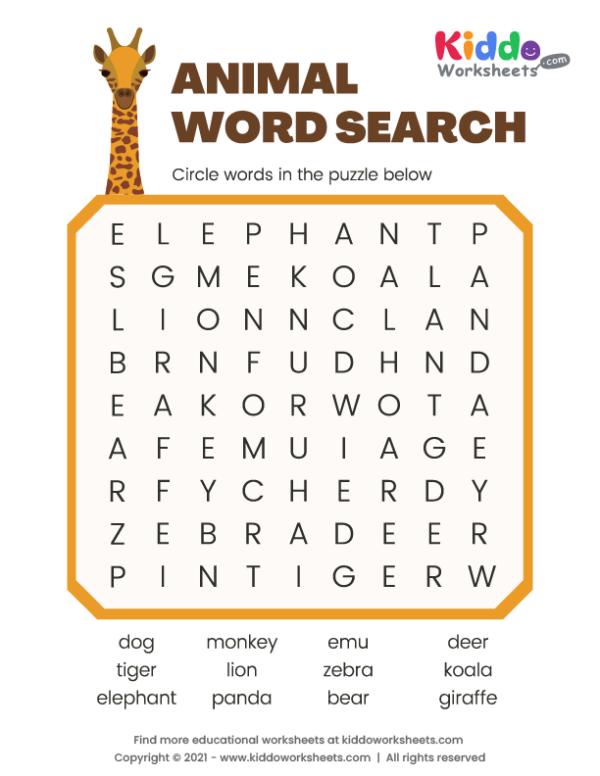 Kiddo
Worksheets.com
ANIMAL
WORD SEARCH
Circle words in the puzzle below
E L E P H A N T P
S G M E K O A L A
L I O N N C L A N
B R N F U D H N D
E A K O R W O T A
A F E M U I A G E
R F Y C H E R D Y
Z E B R A D E E R
P I N T I G E R W
dog monkey emu deer
tiger lion zebra koala
elephant panda bear giraffe
Find more educational worksheets at kiddoworksheets.com
Copyright © 2021 - www.kiddoworksheets.com | All rights reserved